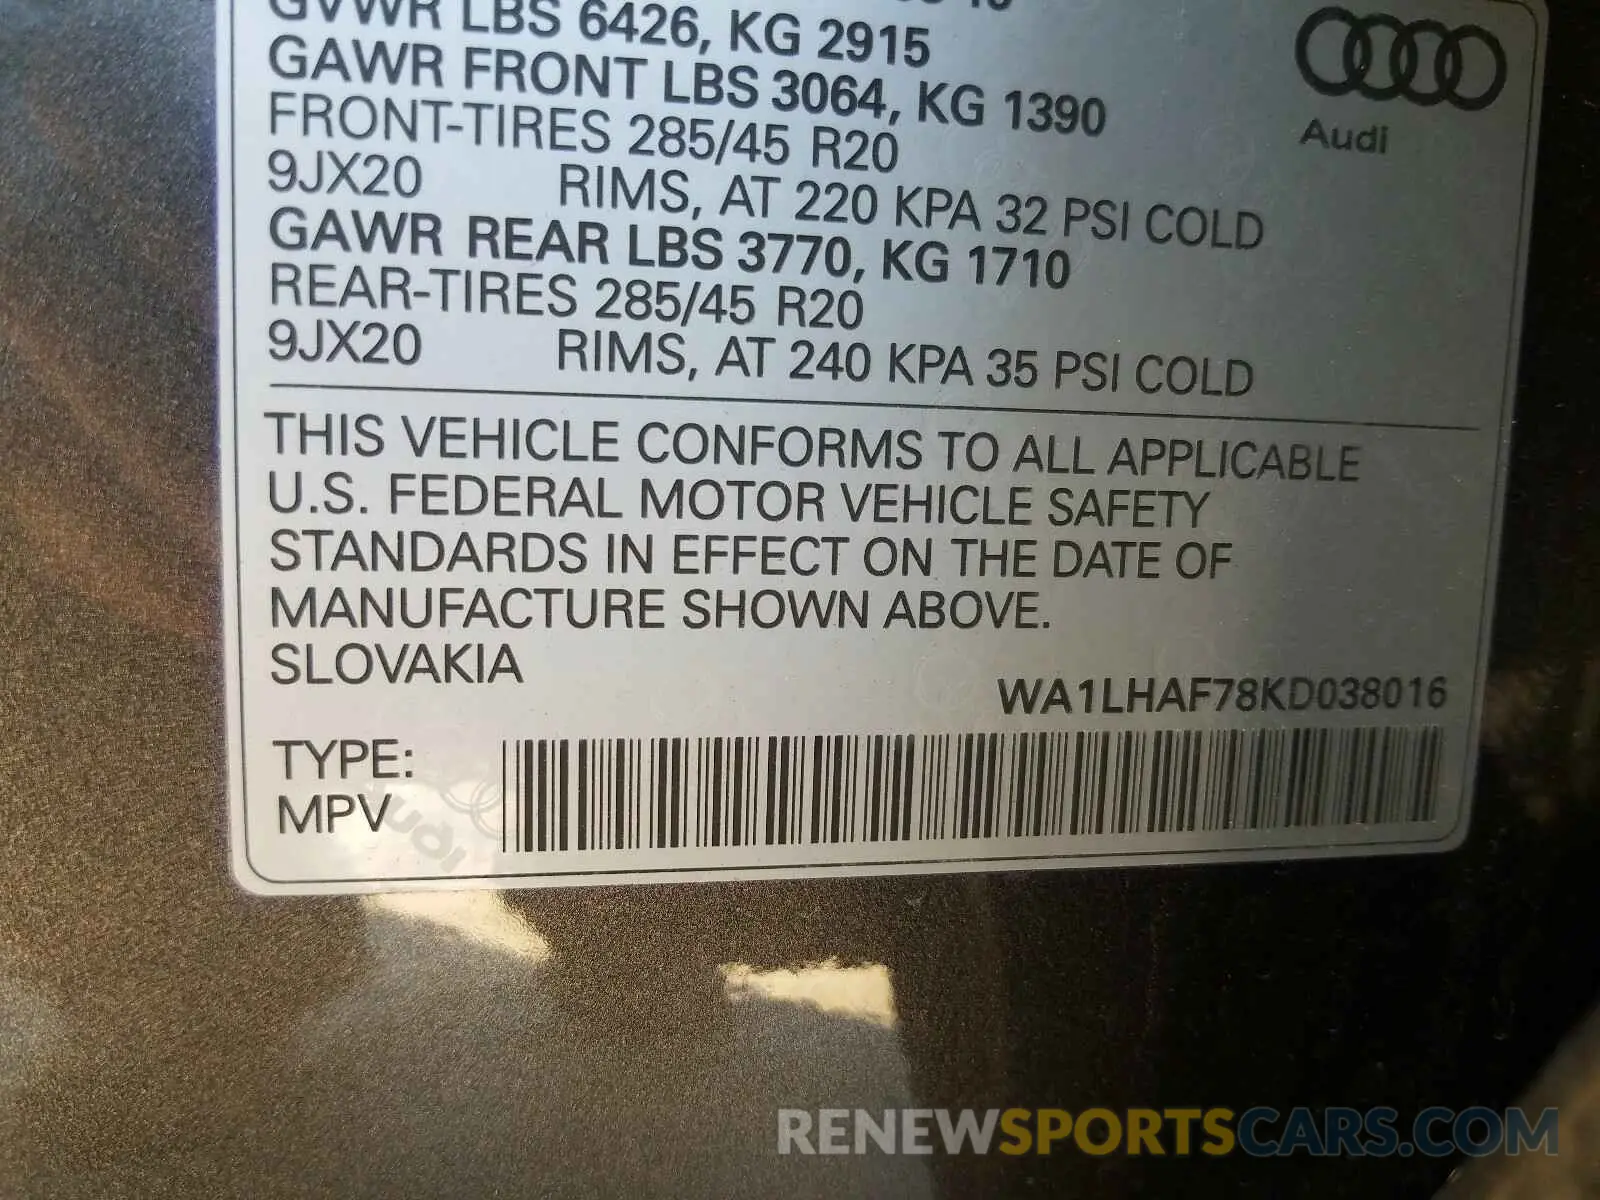 GVWR LBS 6426, KG 2915
GAWR FRONT LBS 3064, KG 1390
FRONT-TIRES 285/45 R20
9JX20 RIMS, AT 220 KPA 32 PSI COLD
GAWR REAR LBS 3770, KG 1710
REAR-TIRES 285/45 R20
9JX20 RIMS, AT 240 KPA 35 PSI COLD
Audi
THIS VEHICLE CONFORMS TO ALL APPLICABLE
U.S. FEDERAL MOTOR VEHICLE SAFETY
STANDARDS IN EFFECT ON THE DATE OF
MANUFACTURE SHOWN ABOVE.
SLOVAKIA
WA1LHAF78KD038016
TYPE:
MPV
Audi
RENEWSPORTSCARS.COM